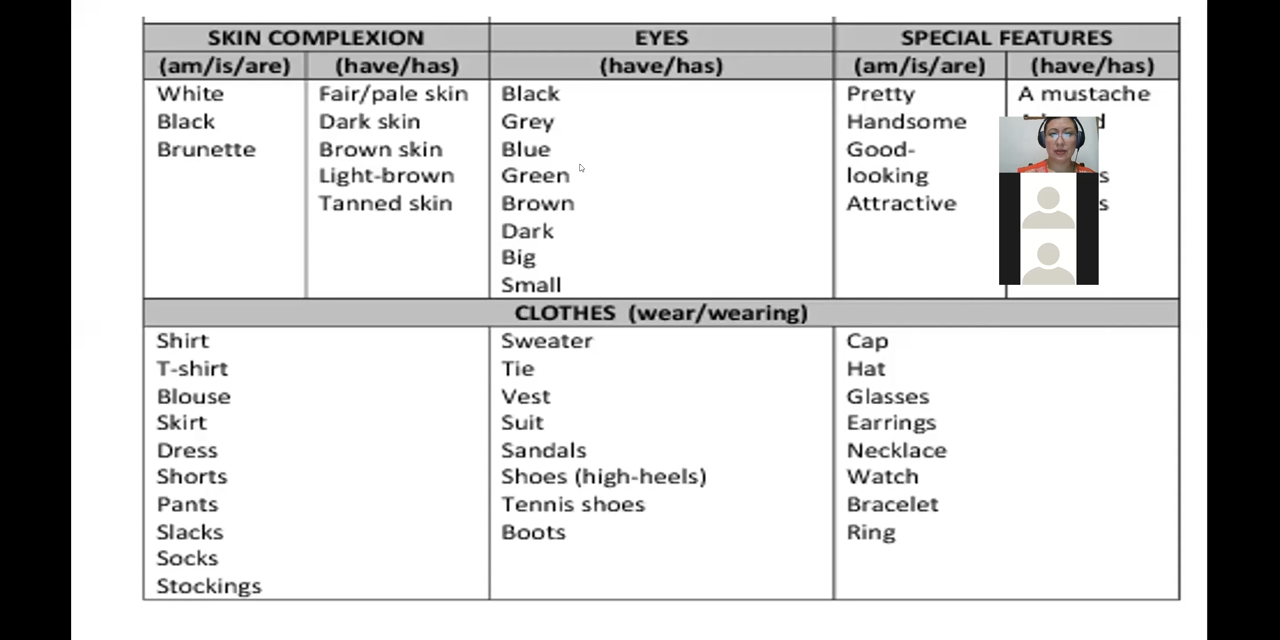 SKIN COMPLEXION EYES SPECIAL FEATURES
(am/is/are) (have/has) (have/has) (am/is/are) (have/has)
White Fair/pale skin Black Pretty A mustache
Black Dark skin Grey Handsome
Brunette Brown skin Blue Good-
Light-brown Green looking
Tanned skin Brown Attractive
Dark
Big
Small
CLOTHES (wear/wearing)
Shirt Sweater Cap
T-shirt Tie Hat
Blouse Vest Glasses
Skirt Suit Earrings
Dress Sandals Necklace
Shorts Shoes (high-heels) Watch
Pants Tennis shoes Bracelet
Slacks Boots Ring
Socks
Stockings